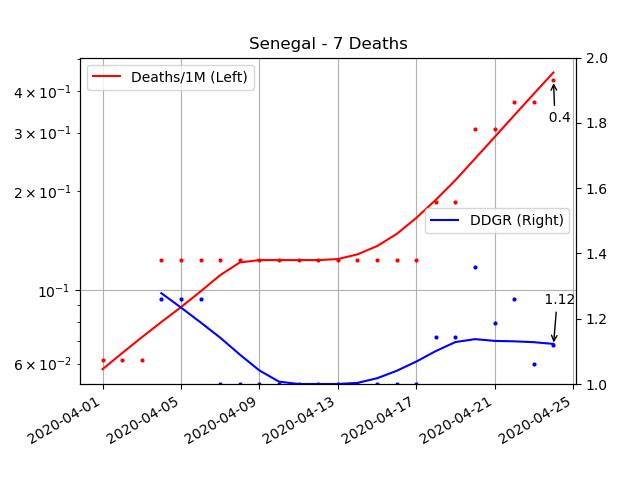 Senegal - 7 Deaths
Deaths/1M (Left)
DDGR (Right)
4 × 10⁻¹
3 × 10⁻¹
2 × 10⁻¹
10⁻¹
6 × 10⁻²
2.0
1.8
1.6
1.4
1.2
1.0
0.4
1.12
2020-04-01
2020-04-05
2020-04-09
2020-04-13
2020-04-17
2020-04-21
2020-04-25